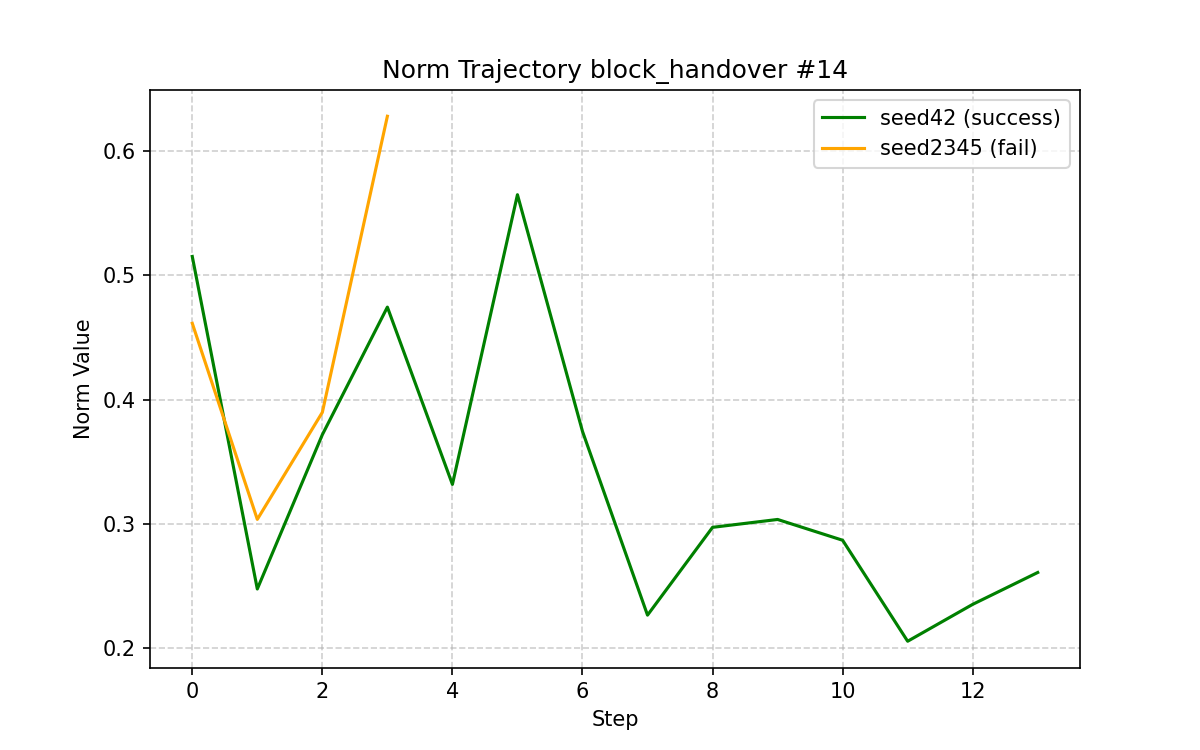 Norm Trajectory block_handover #14
seed42 (success)
seed2345 (fail)
Norm Value
0.6
0.5
0.4
0.3
0.2
0 2 4 6 8 10 12
Step